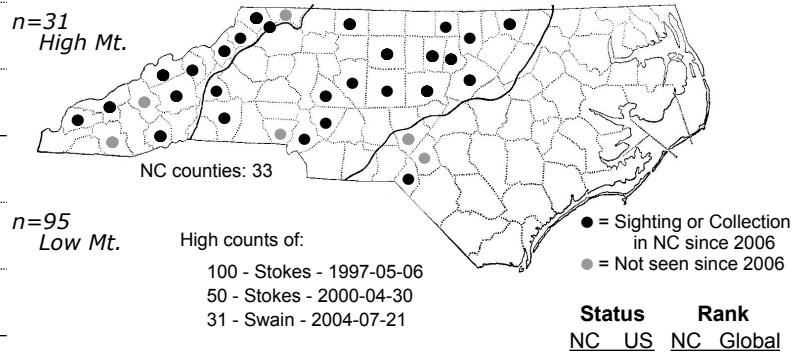 n=31
High Mt.
NC counties: 33
n=95
Low Mt.
High counts of:
100 - Stokes - 1997-05-06
50 - Stokes - 2000-04-30
31 - Swain - 2004-07-21
= Sighting or Collection
in NC since 2006
= Not seen since 2006
Status Rank
NC US NC Global